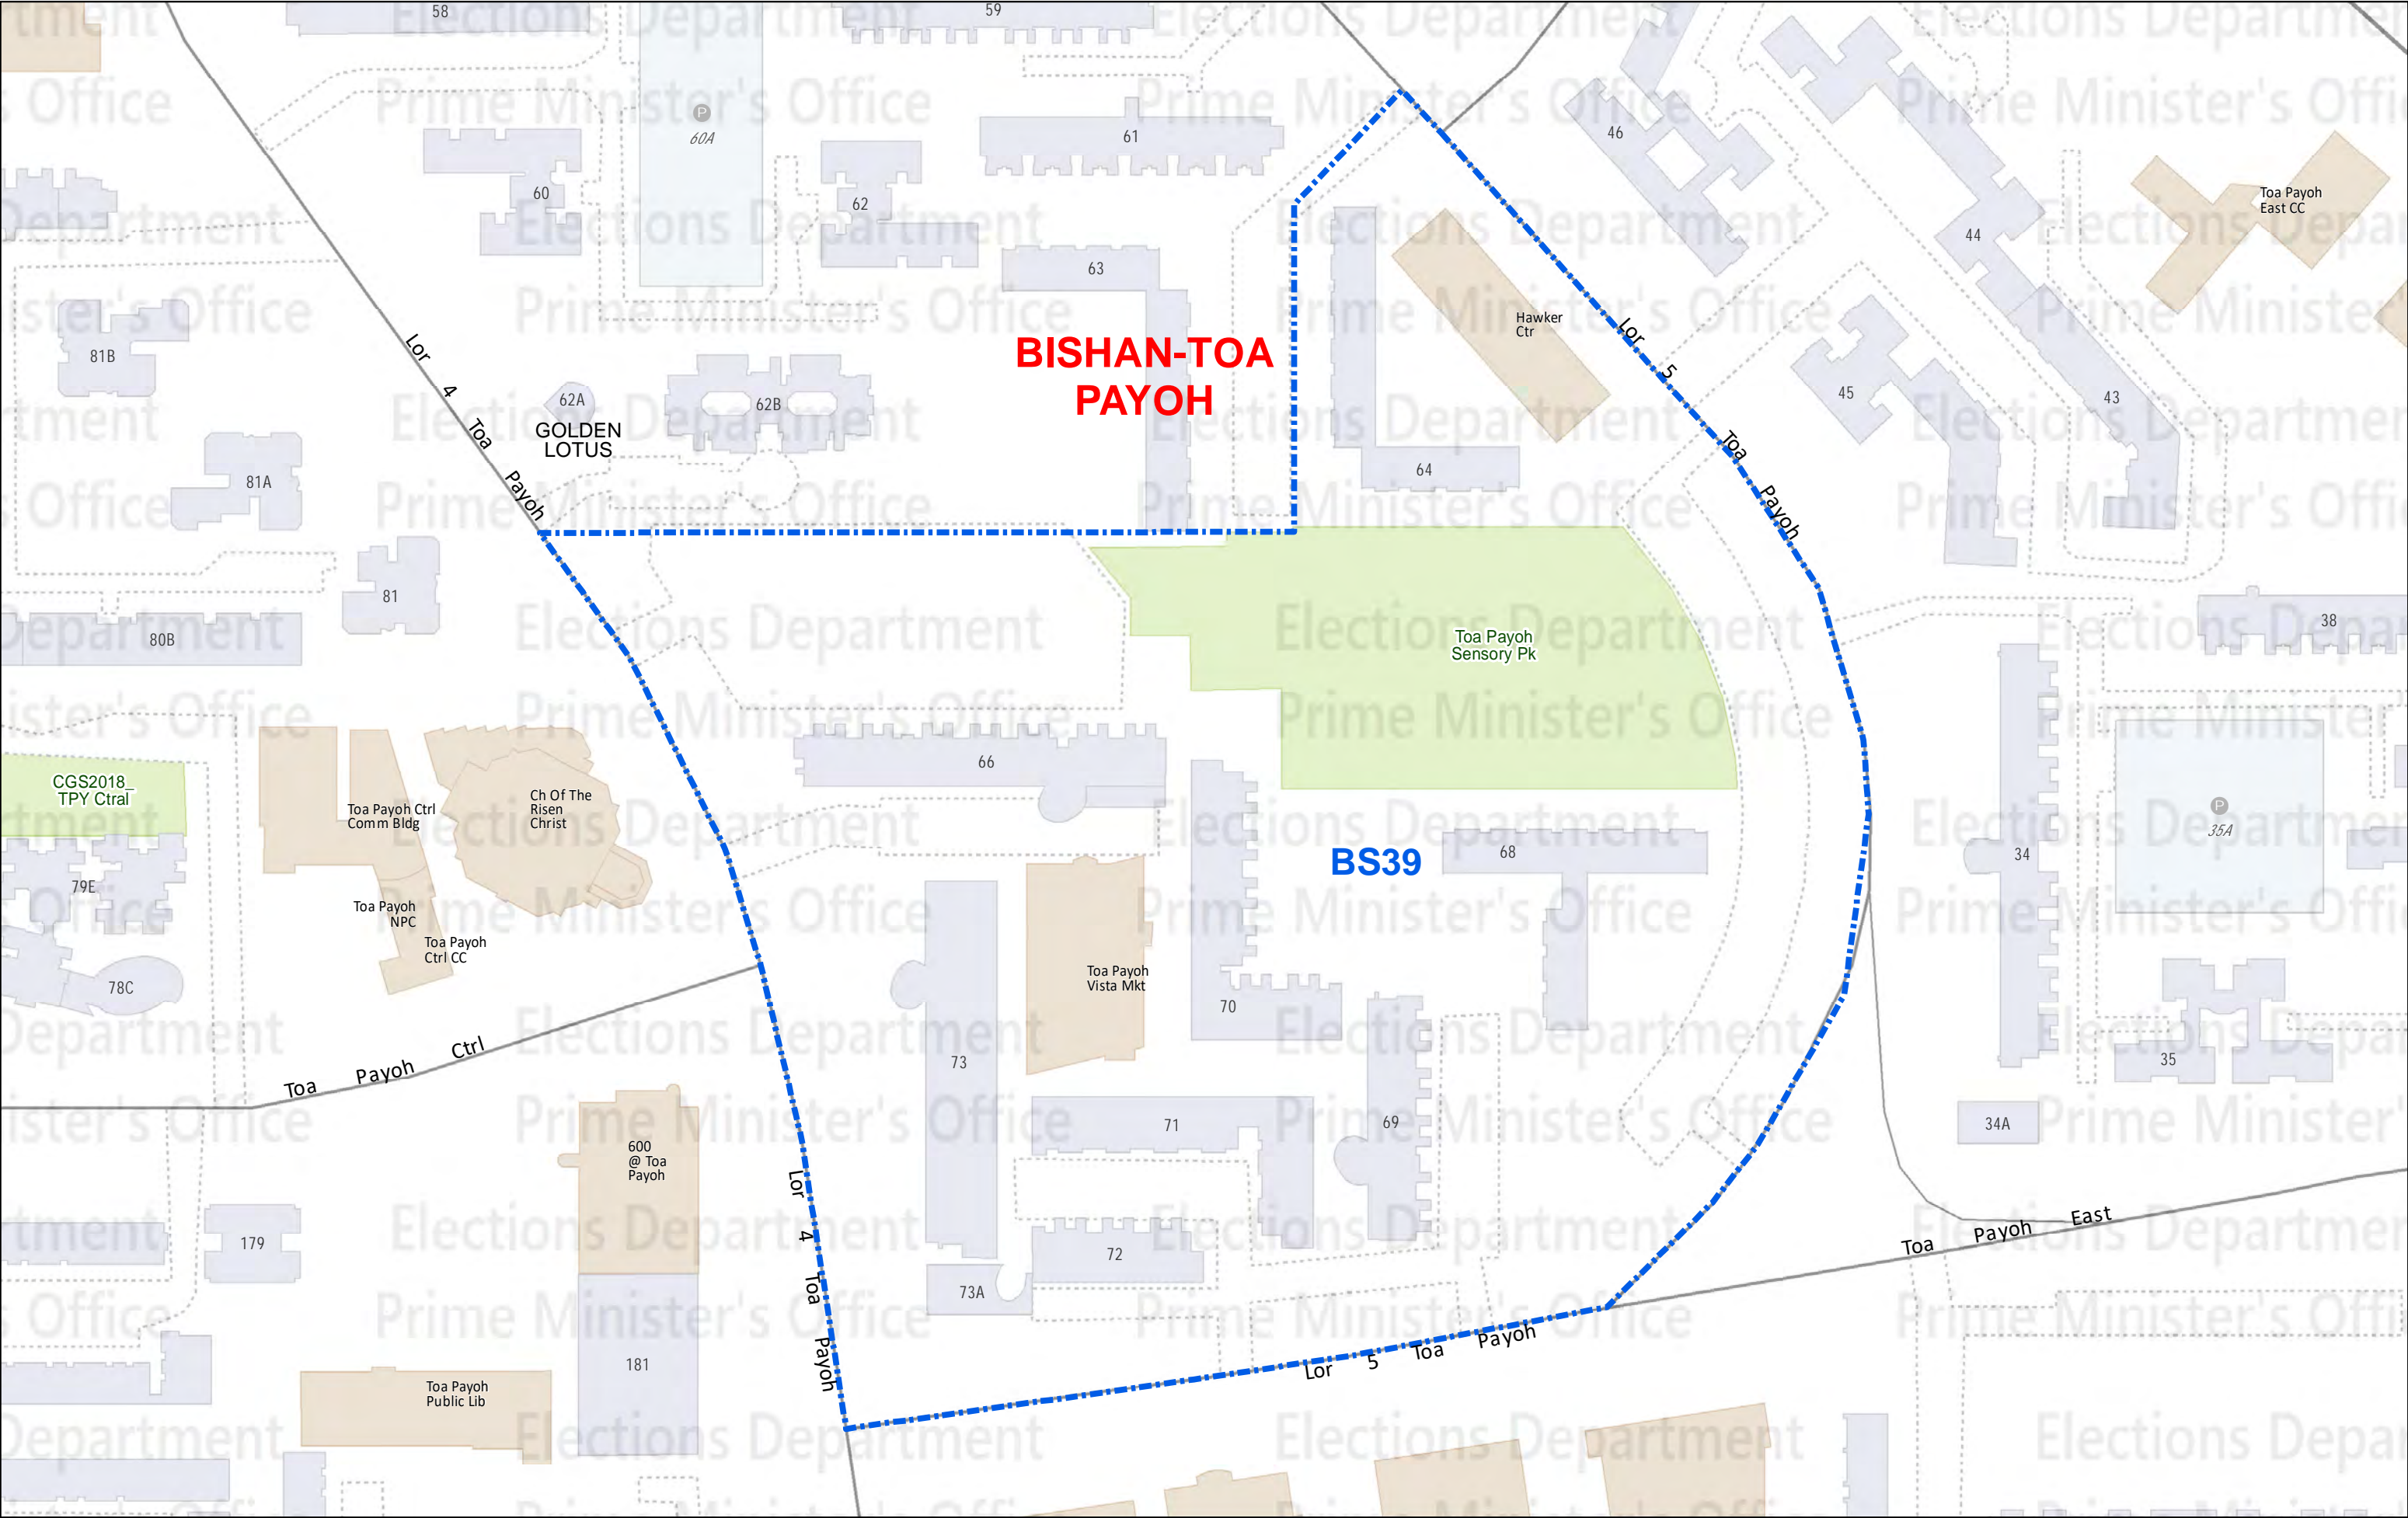 58
59
P
60A
61
46
60
62
44
Toa Payoh
East CC
63
Hawker
Ctr
81B
Lor 4 Toa Payoh
Lor 5 Toa Payoh
BISHAN-TOA
PAYOH
62A
62B
45
43
GOLDEN
LOTUS
64
81A
81
80B
38
Toa Payoh
Sensory Pk
66
CGS2018_
TPY Ctral
Toa Payoh Ctrl
Comm Bldg
Ch Of The
Risen
Christ
P
35A
BS39
68
34
79E
Toa Payoh
NPC
Toa Payoh
Ctrl CC
78C
Toa Payoh
Vista Mkt
70
Toa Payoh Ctrl
73
35
71
69
34A
600
@ Toa
Payoh
Lor 4 Toa Payoh
179
72
Toa Payoh East
73A
Lor 5 Toa Payoh
181
Toa Payoh
Public Lib
Elections Department
Prime Minister's Office